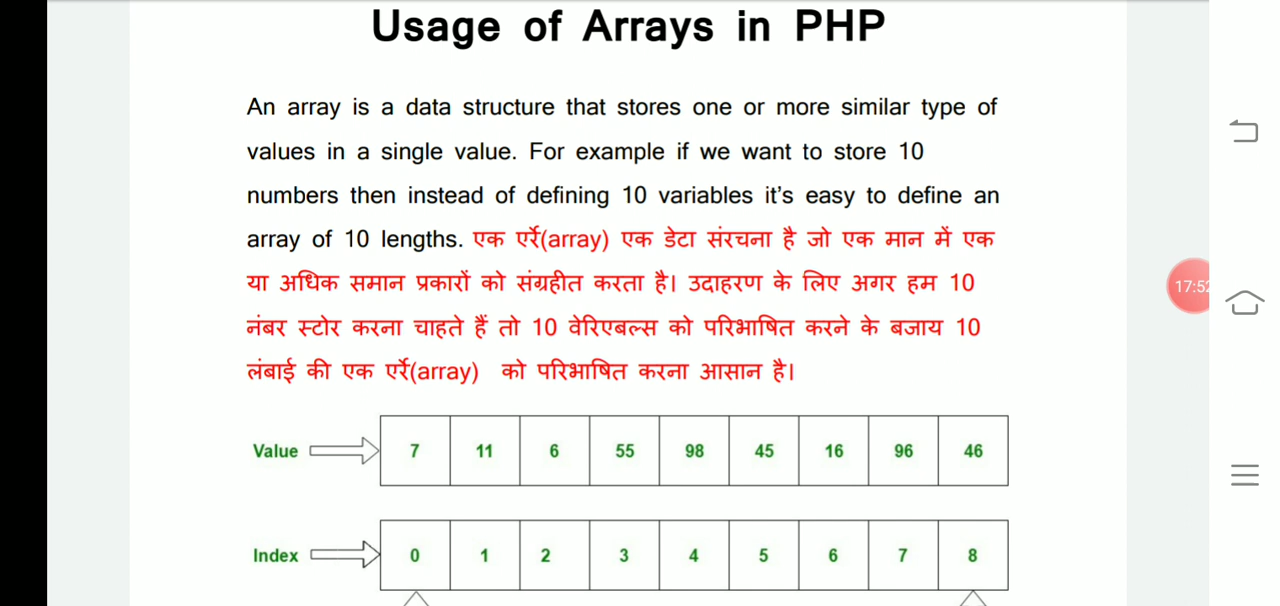 Usage of Arrays in PHP
An array is a data structure that stores one or more similar type of
values in a single value. For example if we want to store 10
numbers then instead of defining 10 variables it’s easy to define an
array of 10 lengths. एक एर्रे(array) एक डेटा संरचना है जो एक मान में एक
या अधिक समान प्रकारों को संग्रहीत करता है। उदाहरण के लिए अगर हम 10
नंबर स्टोर करना चाहते हैं तो 10 वेरिएबल्स को परिभाषित करने के बजाय 10
लंबाई की एक एर्रे(array) को परिभाषित करना आसान है।
Value 7 11 6 55 98 45 16 96 46
Index 0 1 2 3 4 5 6 7 8
17:52